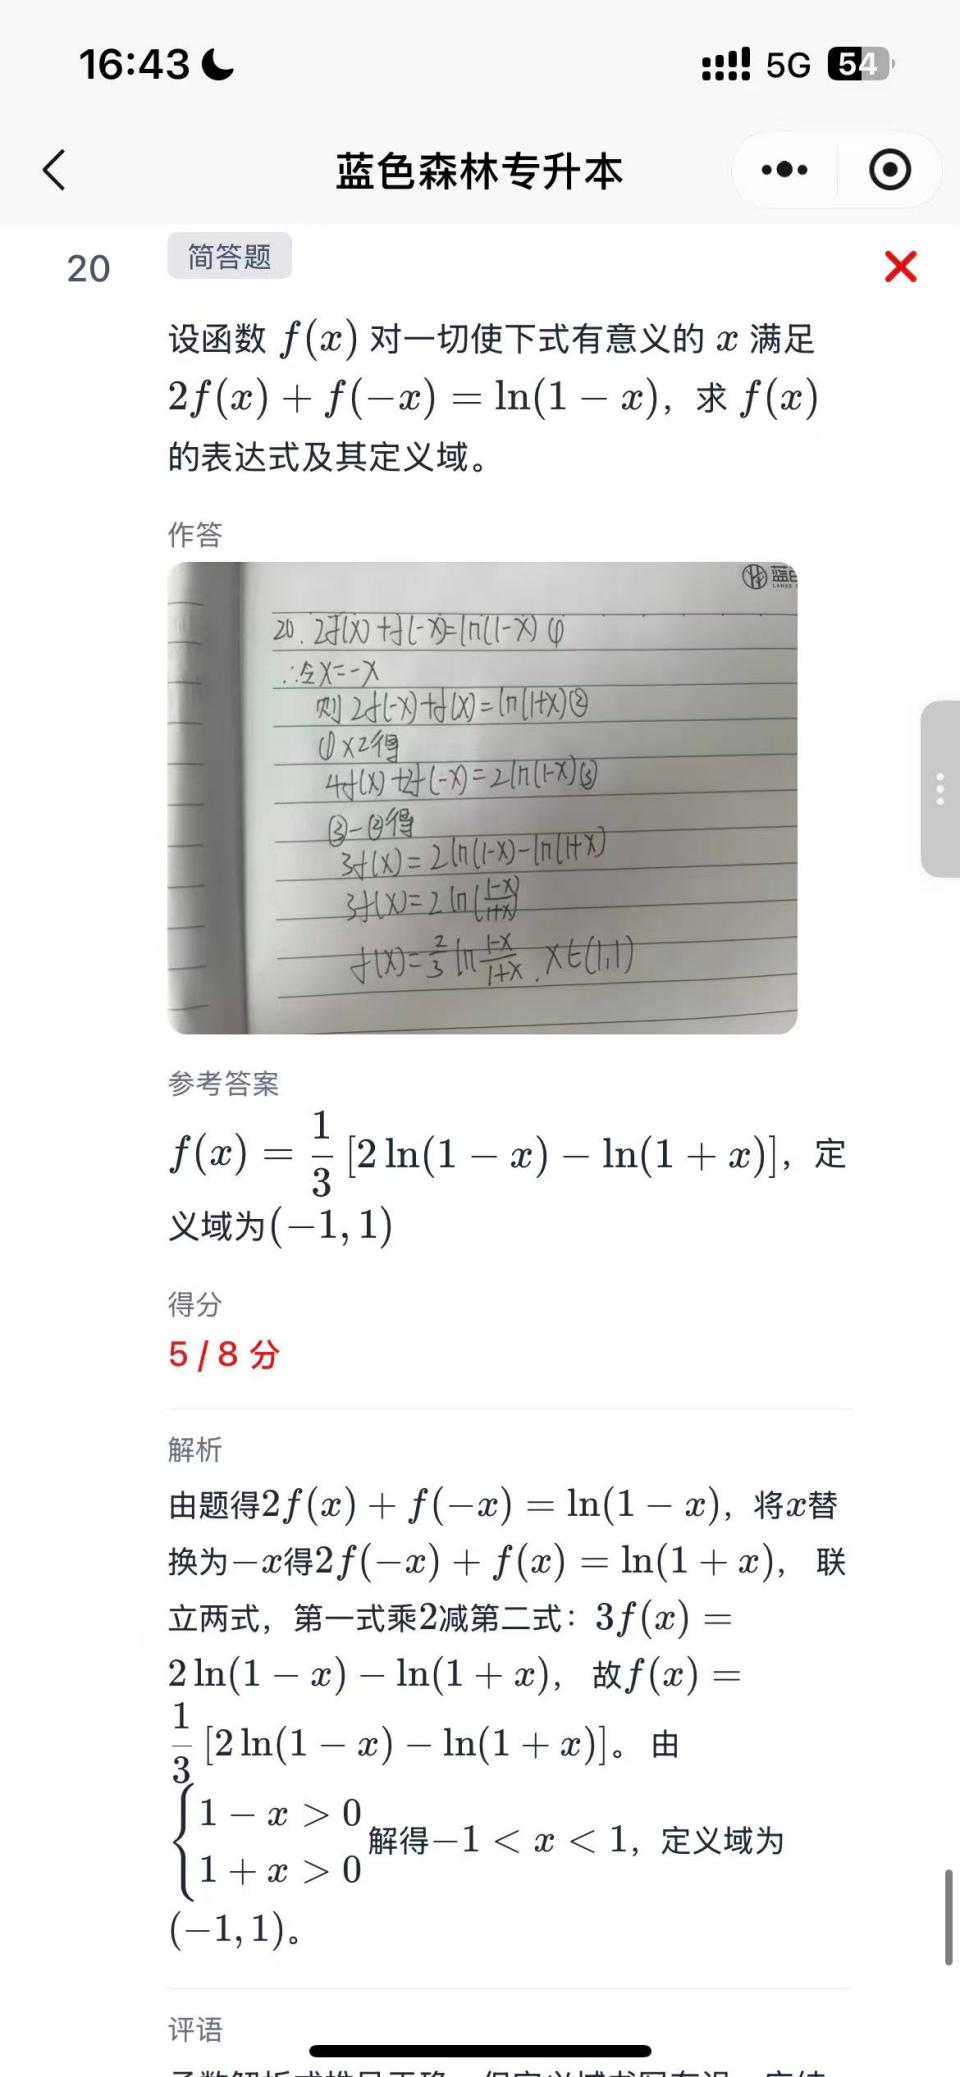 16:43
5G 54
蓝色森林专升本
20 简答题
设函数 f(x) 对一切使下式有意义的 x 满足
2f(x) + f(−x) = ln(1 − x)，求 f(x)
的表达式及其定义域。
作答
20. 2f(x)+f(-x)=ln(1-x) ①
∴令x=-x
则 2f(-x)+f(x)=ln(1+x)②
①×2得
4f(x)+2f(-x)=2ln(1-x)③
③-②得
3f(x)=2ln(1-x)-ln(1+x)
3f(x)=2ln(\frac{1-x}{1+x})
f(x)=\frac{2}{3}ln\frac{1-x}{1+x}. x∈(1,1)
参考答案
f(x) = \frac{1}{3}[2 ln(1 − x) − ln(1 + x)]，定
义域为(−1, 1)
得分
5 / 8 分
解析
由题得2f(x) + f(−x) = ln(1 − x)，将x替
换为−x得2f(−x) + f(x) = ln(1 + x)， 联
立两式，第一式乘2减第二式：3f(x) =
2 ln(1 − x) − ln(1 + x)， 故f(x) =
\frac{1}{3}[2 ln(1 − x) − ln(1 + x)]。由
{1 − x > 0
1 + x > 0 解得−1 < x < 1，定义域为
(−1, 1)。
评语